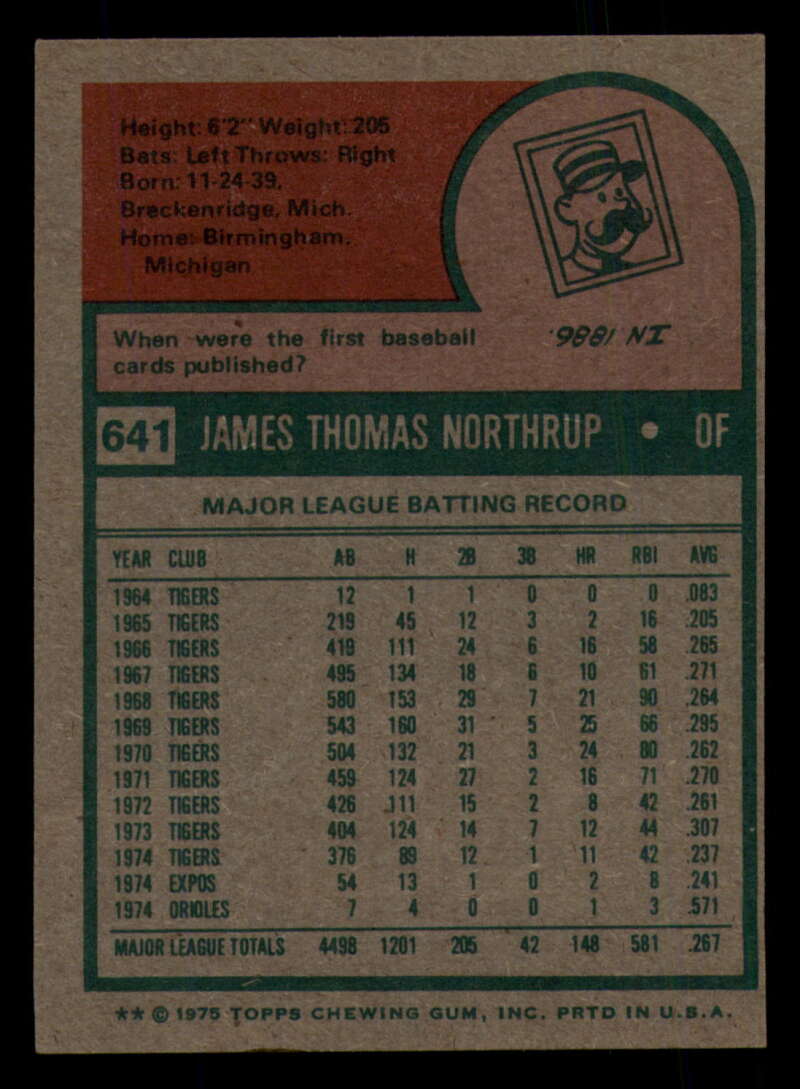 Height: 6'2" Weight: 205
Bats: Left Throws: Right
Born: 11-24-39,
Breckenridge, Mich.
Home: Birmingham,
Michigan
When were the first baseball
cards published?
IN 1886.
641 JAMES THOMAS NORTHRUP • OF
MAJOR LEAGUE BATTING RECORD
YEAR CLUB AB H 2B 3B HR RBI AVG
1964 TIGERS 12 1 1 0 0 0 .083
1965 TIGERS 219 45 12 3 2 16 .205
1966 TIGERS 419 111 24 6 16 58 .265
1967 TIGERS 495 134 18 6 10 61 .271
1968 TIGERS 580 153 29 7 21 90 .264
1969 TIGERS 543 160 31 5 25 66 .295
1970 TIGERS 504 132 21 3 24 80 .262
1971 TIGERS 459 124 27 2 16 71 .270
1972 TIGERS 426 111 15 2 8 42 .261
1973 TIGERS 404 124 14 7 12 44 .307
1974 TIGERS 376 89 12 1 11 42 .237
1974 EXPOS 54 13 1 0 2 8 .241
1974 ORIOLES 7 4 0 0 1 3 .571
MAJOR LEAGUE TOTALS 4498 1201 205 42 148 581 .267
** © 1975 TOPPS CHEWING GUM, INC. PRTD IN U.S.A.